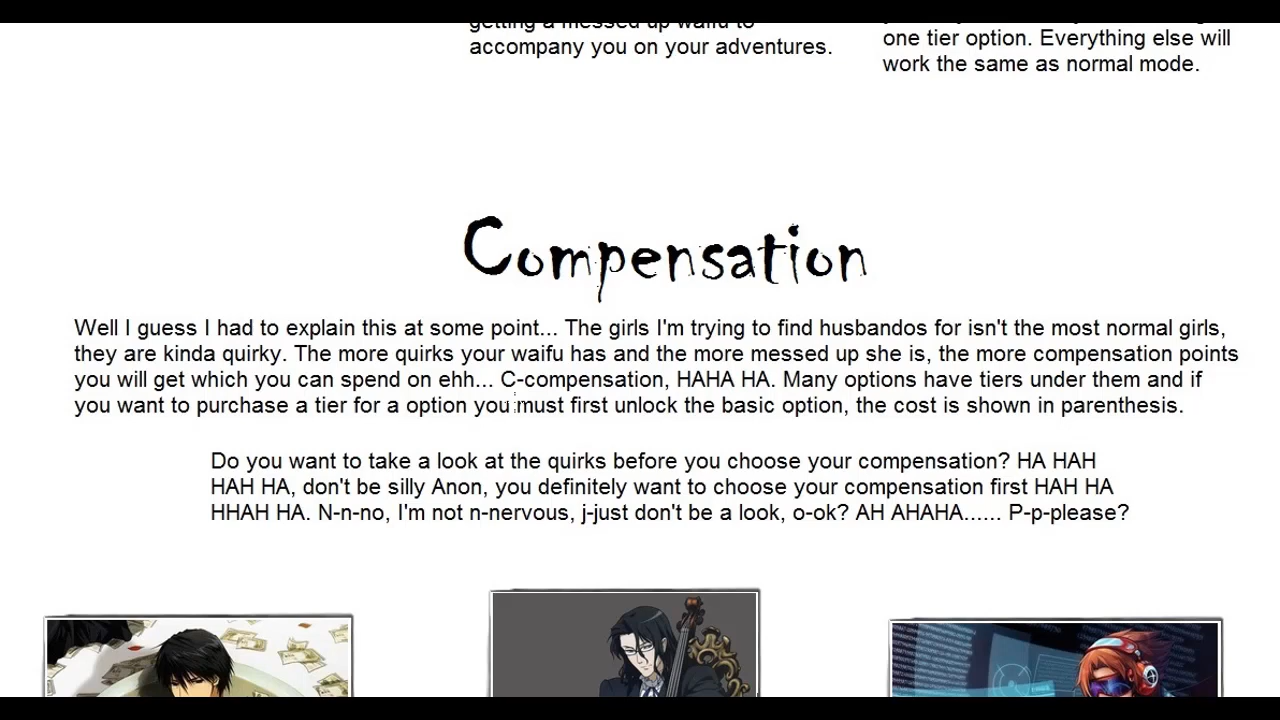 getting a messed up waifu to
accompany you on your adventures.
one tier option. Everything else will
work the same as normal mode.
Compensation
Well I guess I had to explain this at some point... The girls I'm trying to find husbandos for isn't the most normal girls,
they are kinda quirky. The more quirks your waifu has and the more messed up she is, the more compensation points
you will get which you can spend on ehh... C-compensation, HAHA HA. Many options have tiers under them and if
you want to purchase a tier for a option you must first unlock the basic option, the cost is shown in parenthesis.
Do you want to take a look at the quirks before you choose your compensation? HA HAH
HAH HA, don't be silly Anon, you definitely want to choose your compensation first HAH HA
HHAH HA. N-n-no, I'm not n-nervous, j-just don't be a look, o-ok? AH AHAHA...... P-p-please?